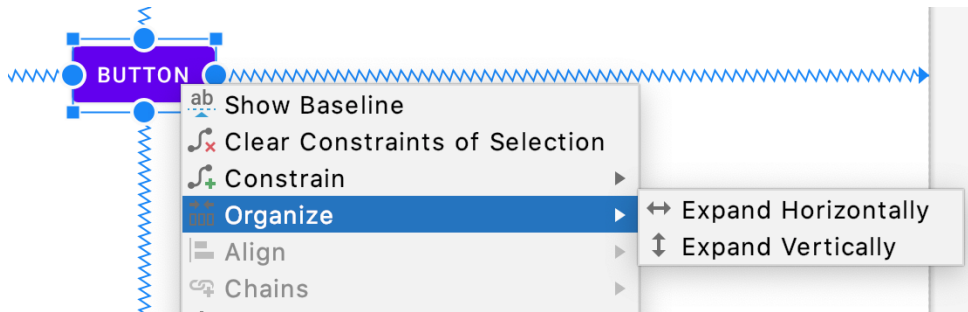 BUTTON
ab
Show Baseline
Clear Constraints of Selection
Constrain
Organize
Expand Horizontally
Expand Vertically
Align
Chains